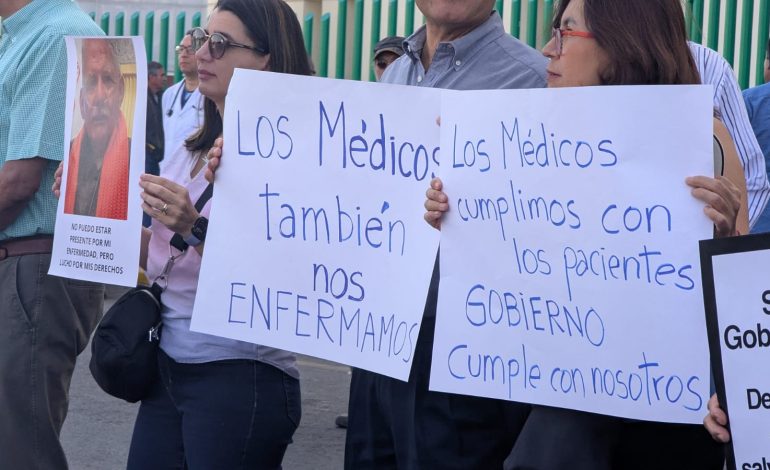 NO PUEDO ESTAR
PRESENTE POR MI
ENFERMEDAD, PERO
LUCHO POR MIS DERECHOS
LOS Médicos
también
nos
ENFERMAMOS
Los Médicos
cumplimos con
los pacientes
GOBIERNO
Cumple con nosotros
S
Gob
De
salu